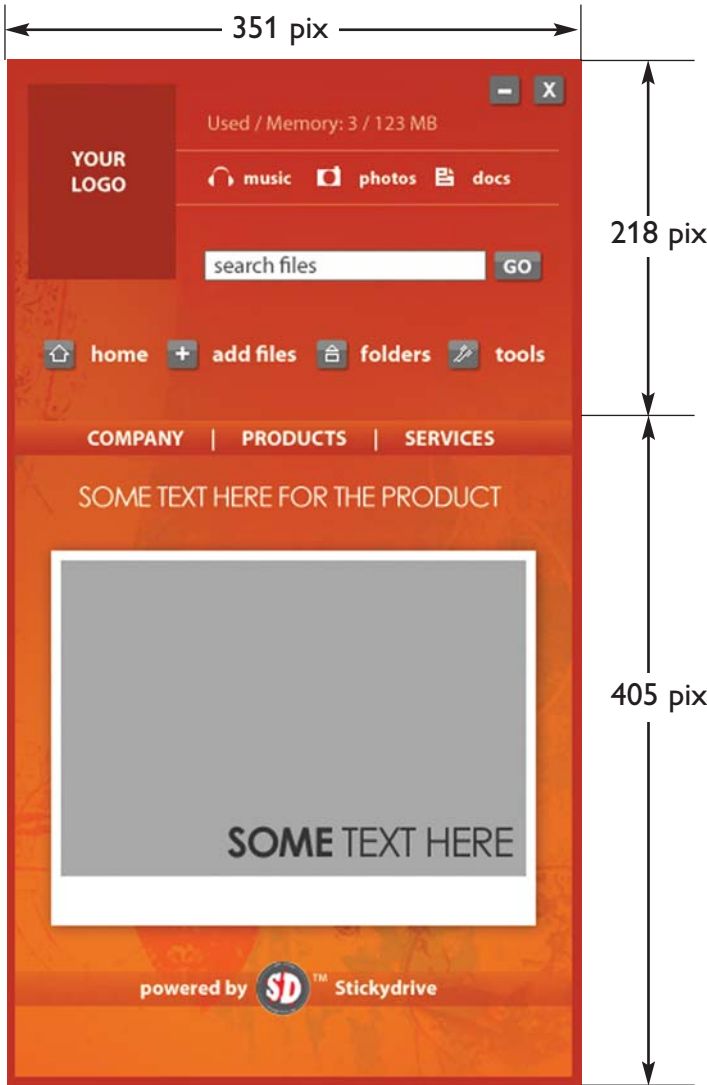 351 pix
X
Used / Memory: 3 / 123 MB
YOUR
LOGO
music photos docs
218 pix
search files GO
home + add files folders tools
COMPANY | PRODUCTS | SERVICES
SOME TEXT HERE FOR THE PRODUCT
405 pix
SOME TEXT HERE
powered by SD™ Stickydrive